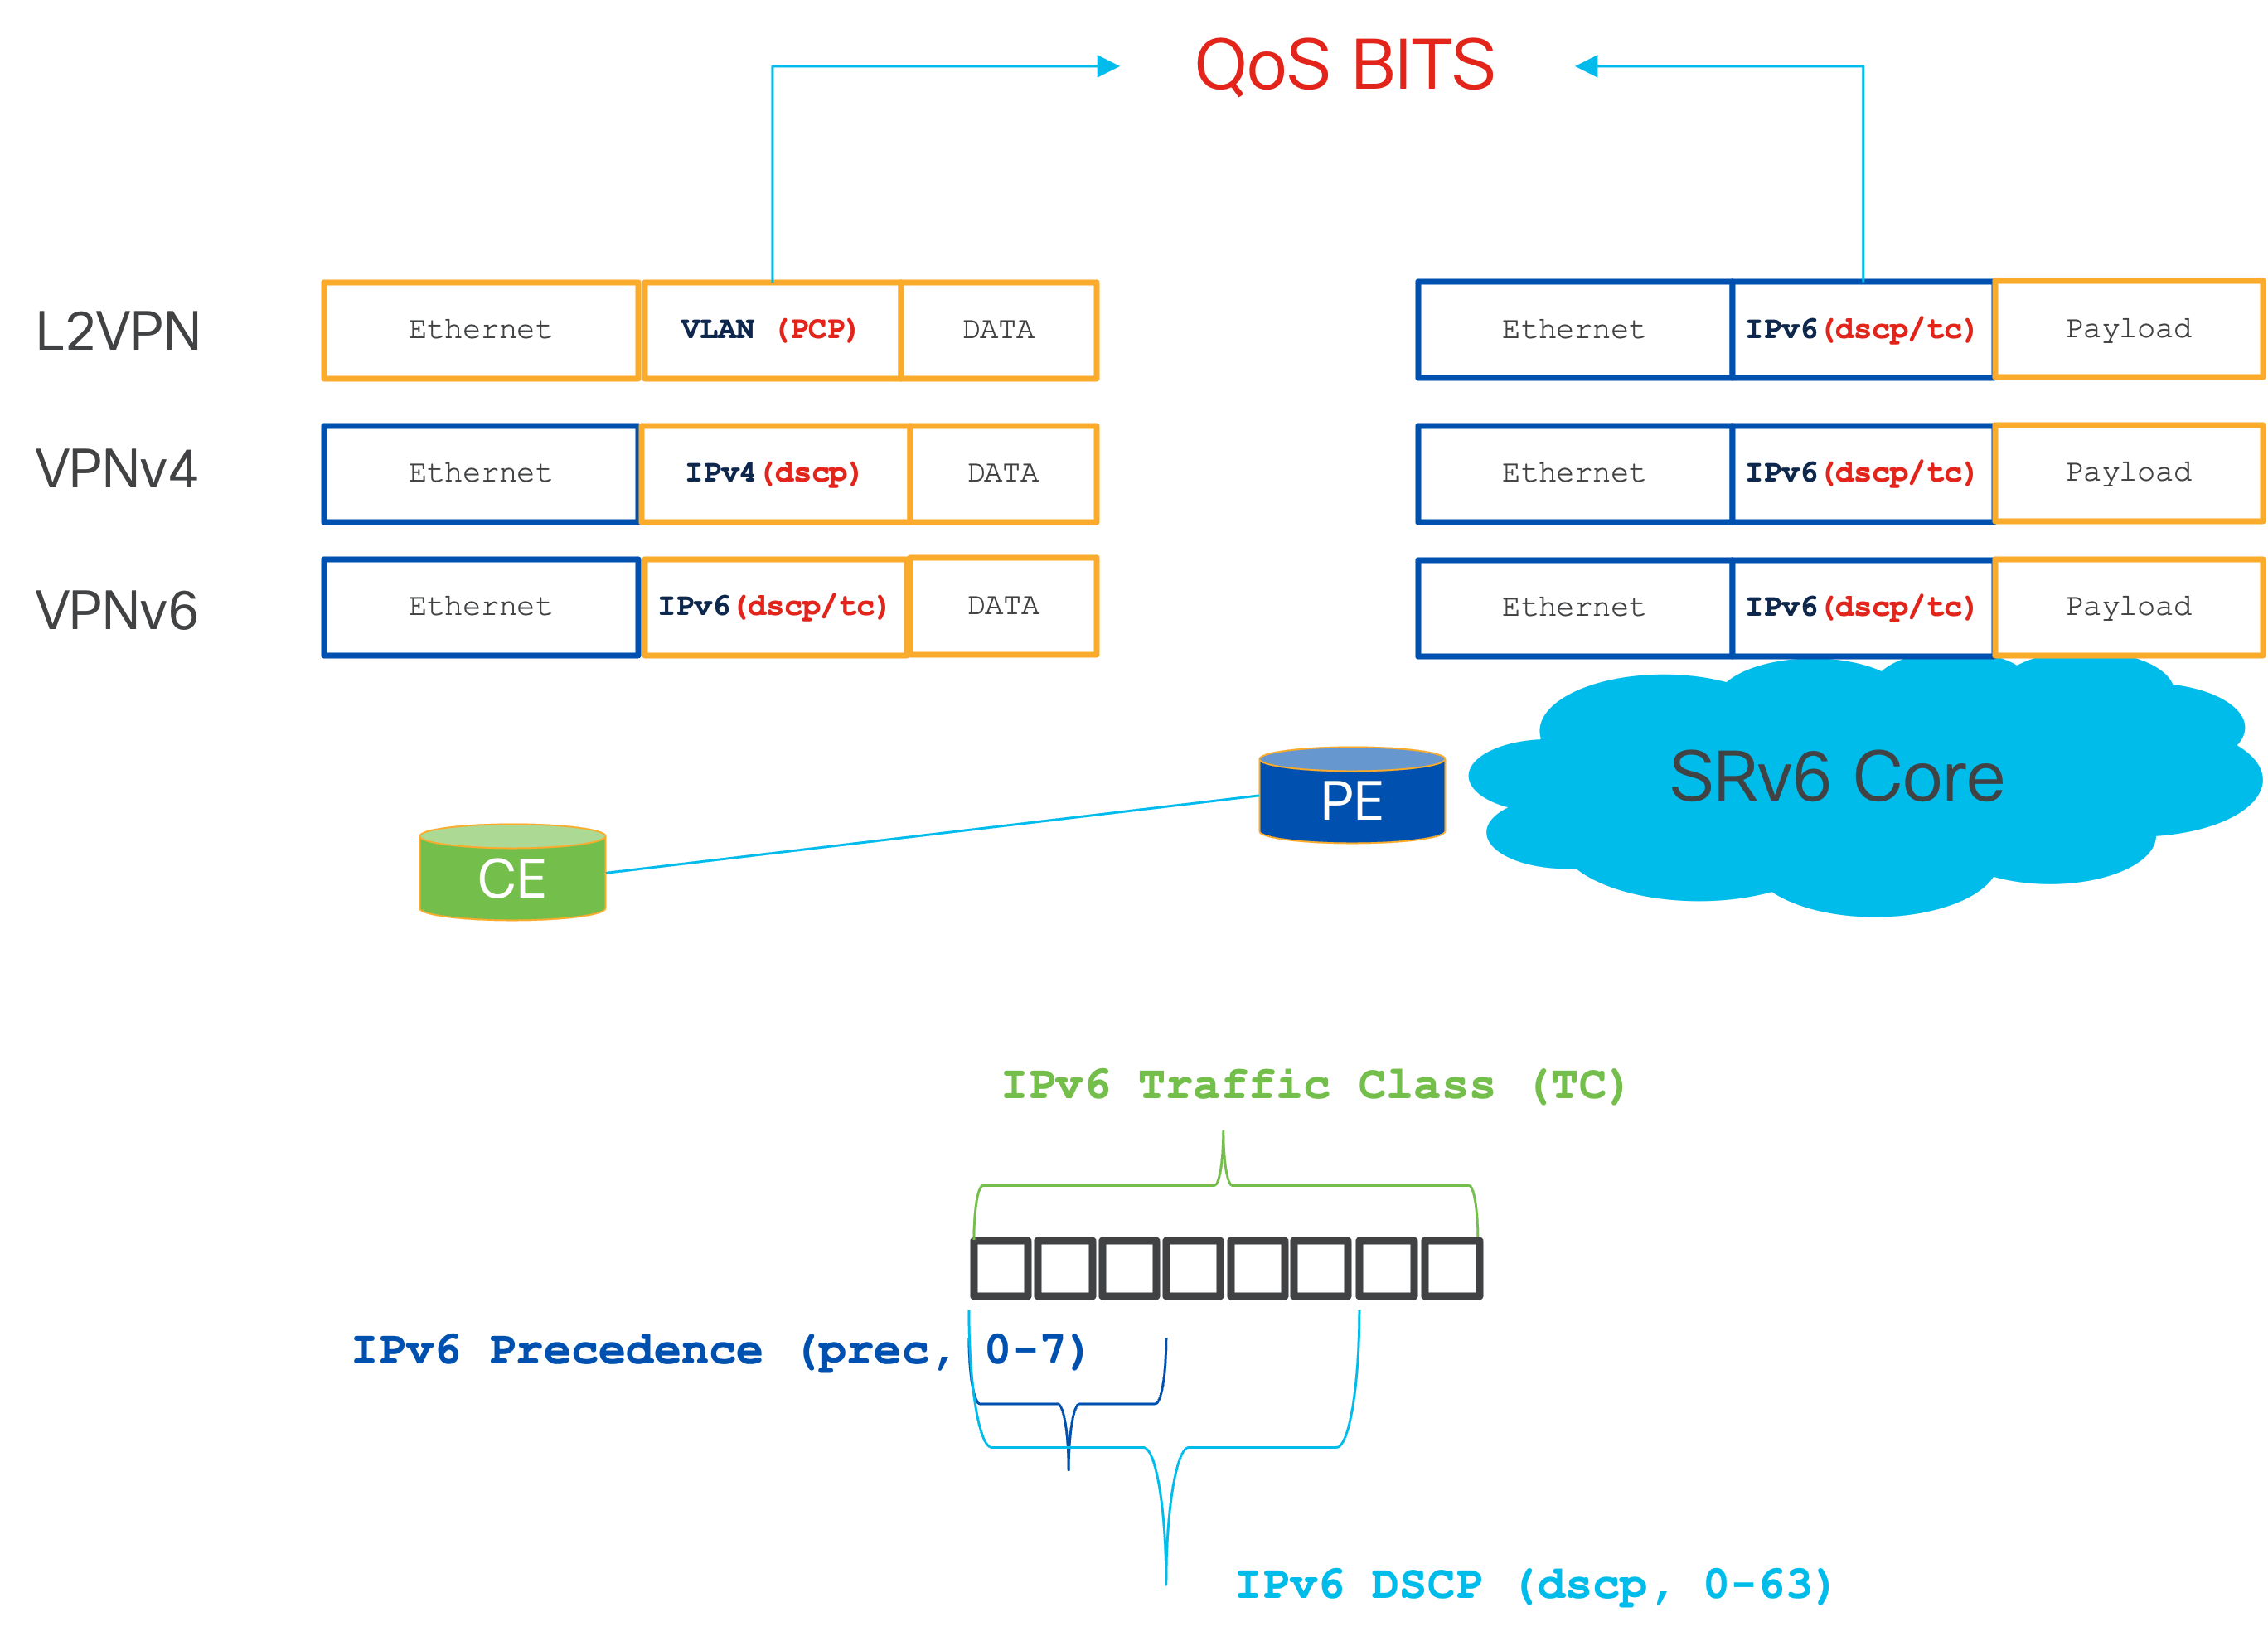 QoS BITS
L2VPN
Ethernet
VLAN (PCP)
DATA
Ethernet
IPv6(dscp/tc)
Payload
VPNv4
Ethernet
IPv4(dscp)
DATA
Ethernet
IPv6(dscp/tc)
Payload
VPNv6
Ethernet
IPv6(dscp/tc)
DATA
Ethernet
IPv6(dscp/tc)
Payload
SRv6 Core
PE
CE
IPv6 Traffic Class (TC)
IPv6 Precedence (prec, 0-7)
IPv6 DSCP (dscp, 0-63)